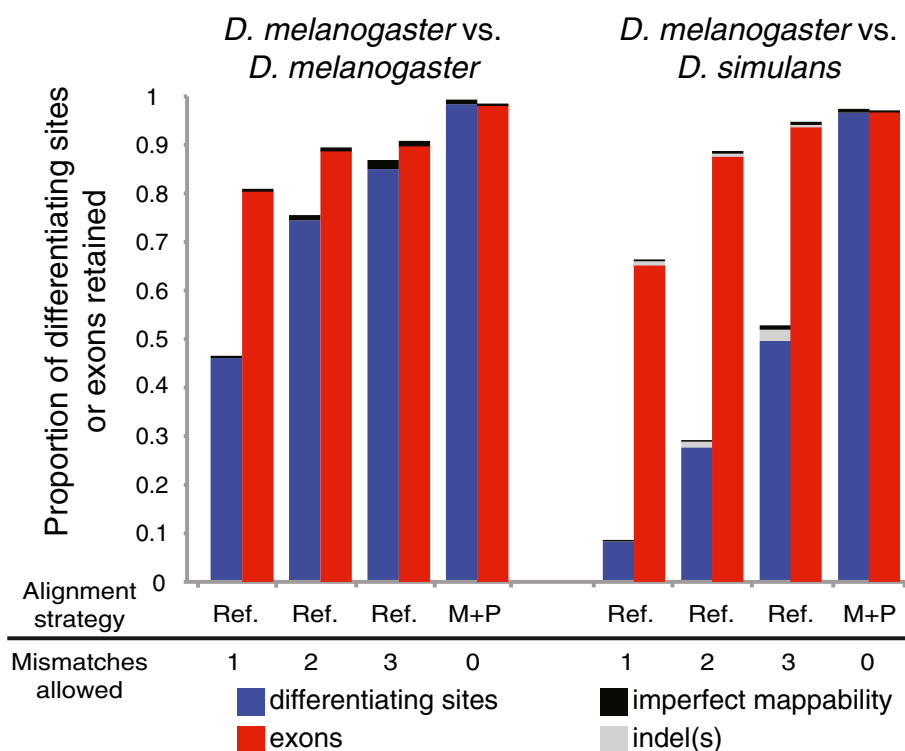 D. melanogaster vs.
D. melanogaster
D. melanogaster vs.
D. simulans
Proportion of differentiating sites
or exons retained
1
0.9
0.8
0.7
0.6
0.5
0.4
0.3
0.2
0.1
0
Alignment
strategy
Ref. Ref. Ref. M+P Ref. Ref. Ref. M+P
Mismatches
allowed
1 2 3 0 1 2 3 0
differentiating sites
exons
imperfect mappability
indel(s)